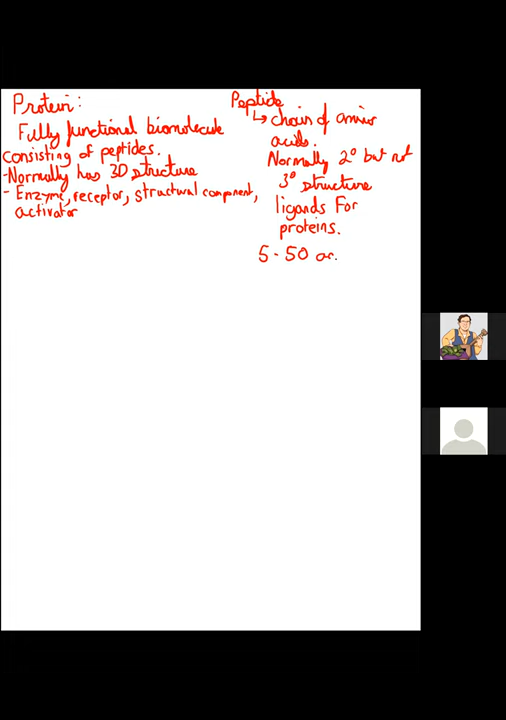 Protein:
Fully functional biomolecule
consisting of peptides.
-Normally has 3D structure
- Enzyme, receptor, structural component,
activator
Peptide
↳ chain of amino
acids.
Normally 2° but not
3° structure
ligands For
proteins.
5-50 aa.